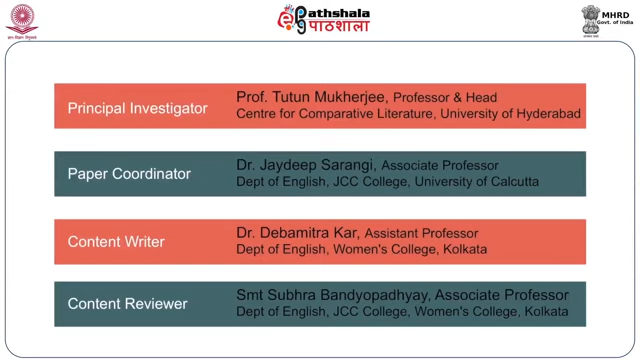 Pathshala
पाठशाला
MHRD
Govt. of India
Principal Investigator
Prof. Tutun Mukherjee, Professor & Head
Centre for Comparative Literature, University of Hyderabad
Paper Coordinator
Dr. Jaydeep Sarangi, Associate Professor
Dept of English, JCC College, University of Calcutta
Content Writer
Dr. Debamitra Kar, Assistant Professor
Dept of English, Women's College, Kolkata
Content Reviewer
Smt Subhra Bandyopadhyay, Associate Professor
Dept of English, JCC College, Women's College, Kolkata